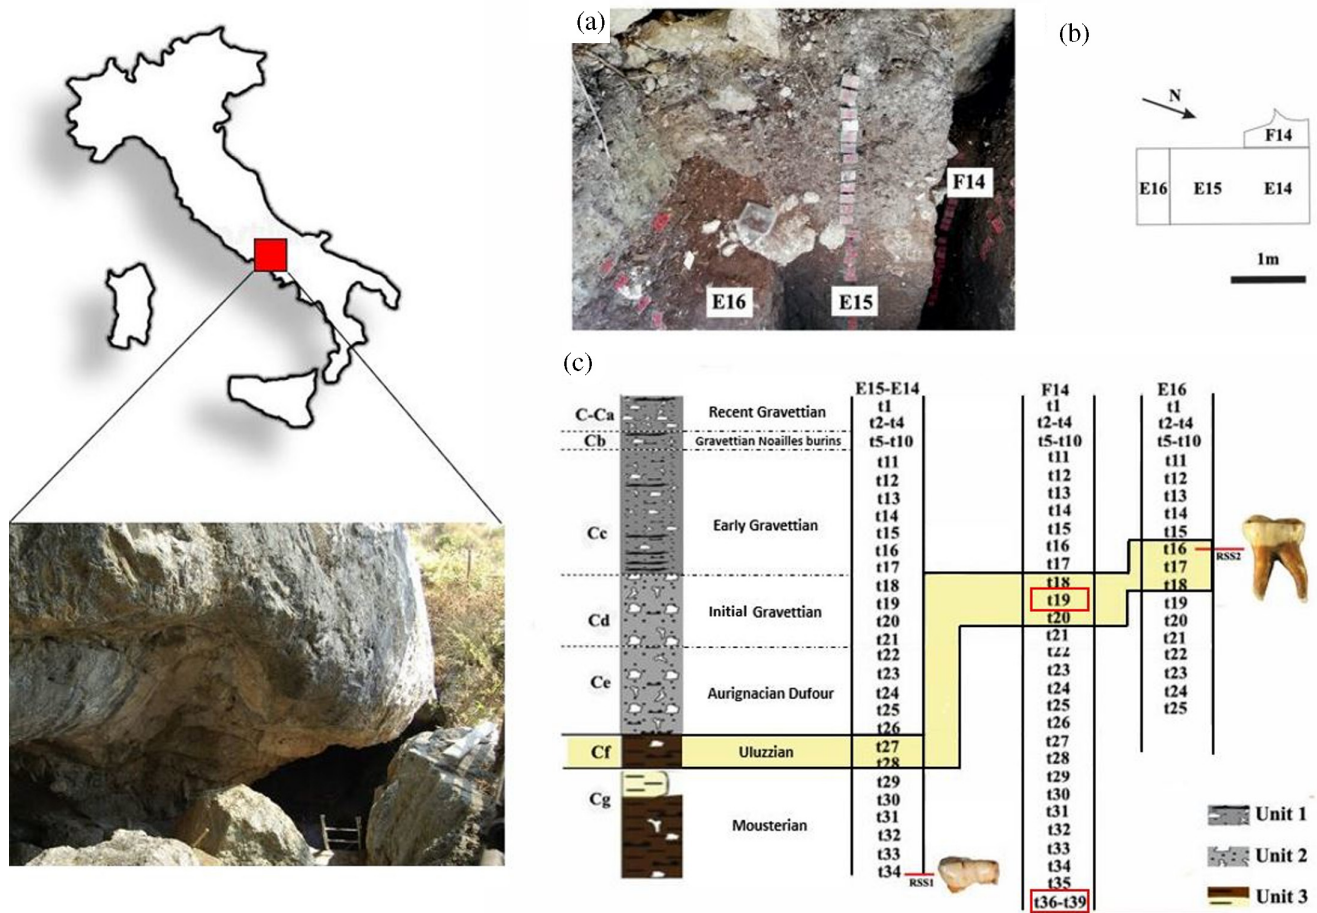 (a)
F14
E16
E15
(b)
N
F14
E16
E15
E14
1m
(c)
E15-E14
F14
E16
C-Ca
Recent Gravettian
Cb
Gravettian Noailles burins
Cc
Early Gravettian
Cd
Initial Gravettian
Ce
Aurignacian Dufour
Cf
Uluzzian
Cg
Mousterian
t1
t2-t4
t5-t10
t11
t12
t13
t14
t15
t16
t17
t18
t19
t20
t21
t22
t23
t24
t25
t26
t27
t28
t29
t30
t31
t32
t33
t34
RSS1
t1
t2-t4
t5-t10
t11
t12
t13
t14
t15
t16
t17
t18
t19
t20
t21
t22
t23
t24
t25
t26
t27
t28
t29
t30
t31
t32
t33
t34
t35
t36-t39
t1
t2-t4
t5-t10
t11
t12
t13
t14
t15
t16
RSS2
t17
t18
t19
t20
t21
t22
t23
t24
t25
Unit 1
Unit 2
Unit 3